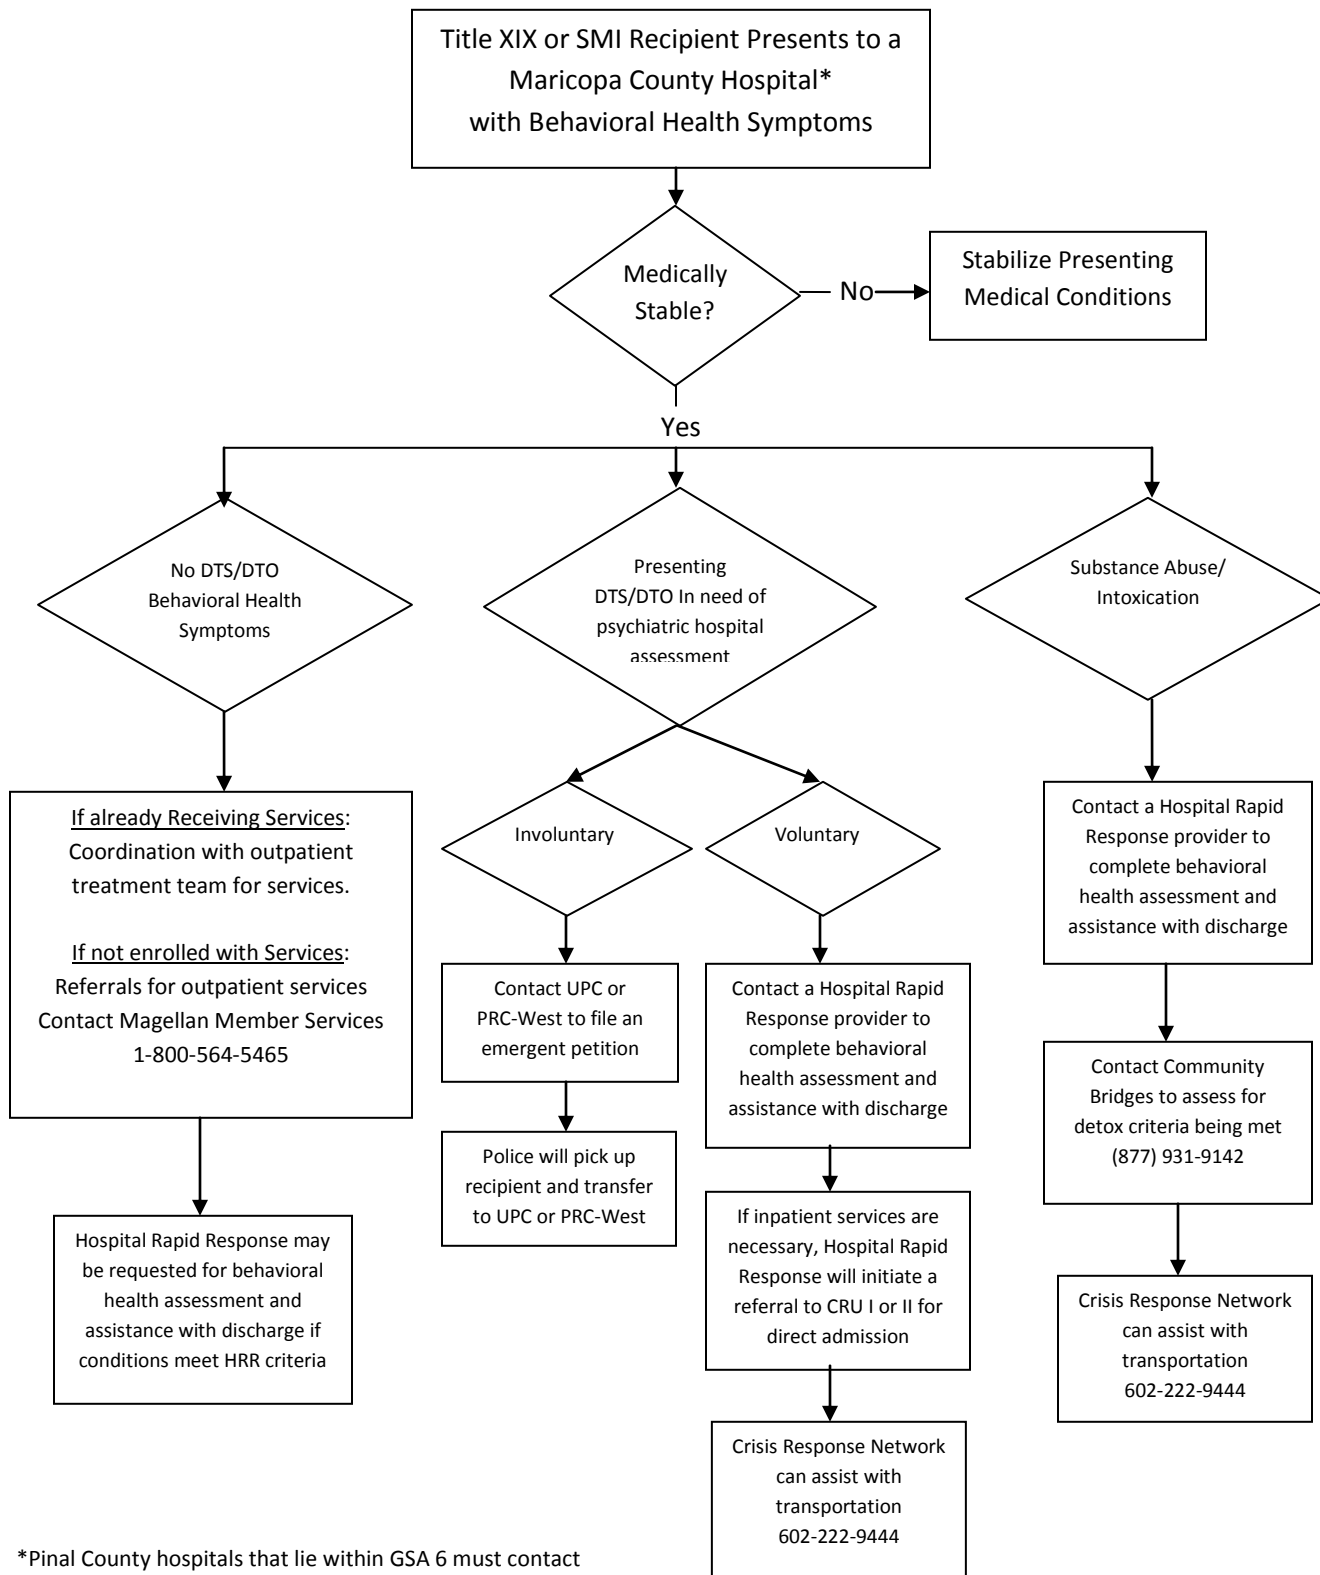 Title XIX or SMI Recipient Presents to a
Maricopa County Hospital*
with Behavioral Health Symptoms
Medically
Stable?
No
Stabilize Presenting
Medical Conditions
Yes
No DTS/DTO
Behavioral Health
Symptoms
Presenting
DTS/DTO In need of
psychiatric hospital
assessment
Substance Abuse/
Intoxication
If already Receiving Services:
Coordination with outpatient
treatment team for services.
If not enrolled with Services:
Referrals for outpatient services
Contact Magellan Member Services
1-800-564-5465
Hospital Rapid Response may
be requested for behavioral
health assessment and
assistance with discharge if
conditions meet HRR criteria
Involuntary
Contact UPC or
PRC-West to file an
emergent petition
Police will pick up
recipient and transfer
to UPC or PRC-West
Voluntary
Contact a Hospital Rapid
Response provider to
complete behavioral
health assessment and
assistance with discharge
If inpatient services are
necessary, Hospital Rapid
Response will initiate a
referral to CRU I or II for
direct admission
Crisis Response Network
can assist with
transportation
602-222-9444
Contact a Hospital Rapid
Response provider to
complete behavioral
health assessment and
assistance with discharge
Contact Community
Bridges to assess for
detox criteria being met
(877) 931-9142
Crisis Response Network
can assist with
transportation
602-222-9444
*Pinal County hospitals that lie within GSA 6 must contact